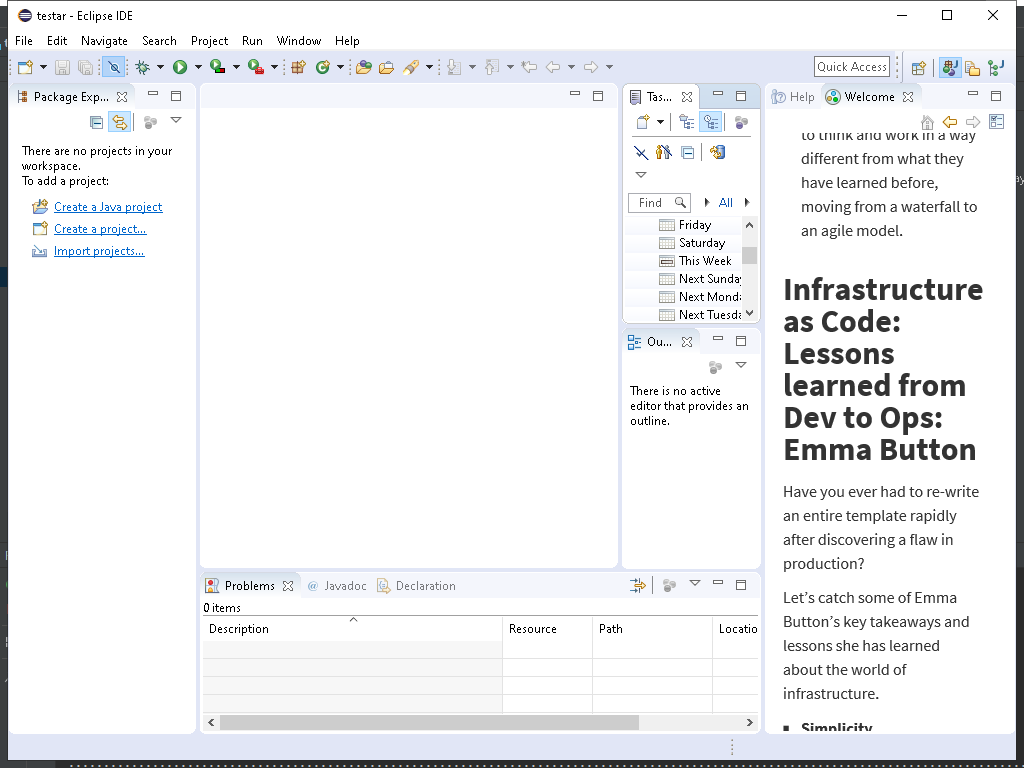 testar - Eclipse IDE
File Edit Navigate Search Project Run Window Help
Quick Access
Package Exp...
There are no projects in your
workspace.
To add a project:
Create a Java project
Create a project...
Import projects...
Tas...
Find
All
Friday
Saturday
This Week
Next Sunday
Next Mond
Next Tuesda
Ou...
There is no active
editor that provides an
outline.
Problems
@ Javadoc
Declaration
0 items
Description Resource Path Locatio
Help
Welcome
to think and work in a way
different from what they
have learned before,
moving from a waterfall to
an agile model.
Infrastructure
as Code:
Lessons
learned from
Dev to Ops:
Emma Button
Have you ever had to re-write
an entire template rapidly
after discovering a flaw in
production?
Let’s catch some of Emma
Button’s key takeaways and
lessons she has learned
about the world of
infrastructure.
▪ Simplicity